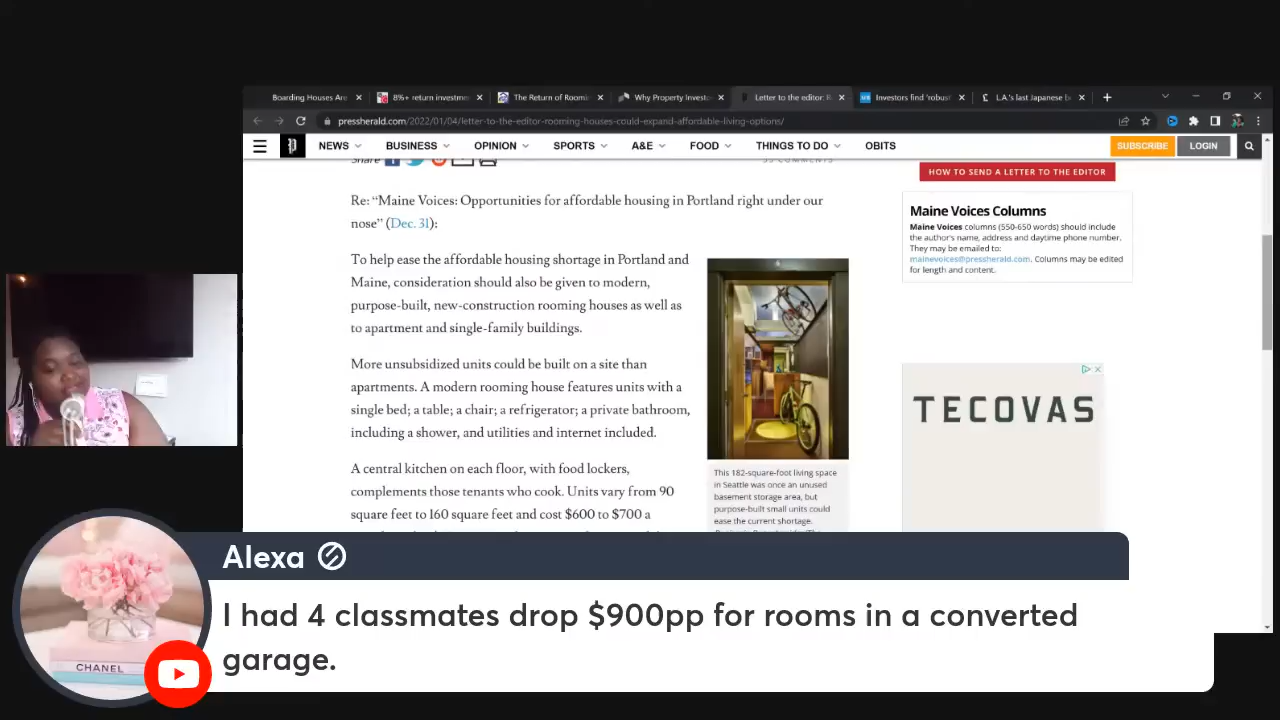 Boarding Houses Are
8%+ return investme
The Return of Roomi
Why Property Invest
Letter to the editor: R
Investors find 'robust
L.A.'s last Japanese b
pressherald.com/2022/01/04/letter-to-the-editor-rooming-houses-could-expand-affordable-living-options/
NEWS
BUSINESS
OPINION
SPORTS
A&E
FOOD
THINGS TO DO
OBITS
SUBSCRIBE
LOGIN
Share
COMMENTS
Re: “Maine Voices: Opportunities for affordable housing in Portland right under our
nose” (Dec. 31):
To help ease the affordable housing shortage in Portland and
Maine, consideration should also be given to modern,
purpose-built, new-construction rooming houses as well as
to apartment and single-family buildings.
More unsubsidized units could be built on a site than
apartments. A modern rooming house features units with a
single bed; a table; a chair; a refrigerator; a private bathroom,
including a shower, and utilities and internet included.
A central kitchen on each floor, with food lockers,
complements those tenants who cook. Units vary from 90
square feet to 160 square feet and cost $600 to $700 a
This 182-square-foot living space
in Seattle was once an unused
basement storage area, but
purpose-built small units could
ease the current shortage.
HOW TO SEND A LETTER TO THE EDITOR
Maine Voices Columns
Maine Voices columns (550-650 words) should include
the author's name, address and daytime phone number.
They may be emailed to:
mainevoices@pressherald.com. Columns may be edited
for length and content.
TECOVAS
CHANEL
Alexa
I had 4 classmates drop $900pp for rooms in a converted
garage.